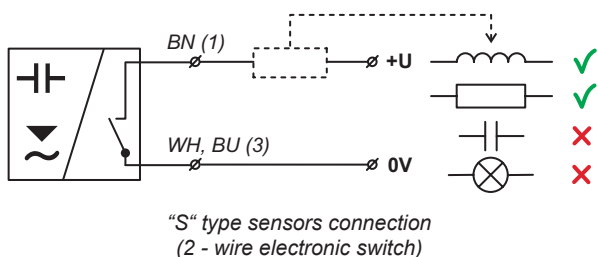 BN (1)
+U
WH, BU (3)
0V
“S“ type sensors connection
(2 - wire electronic switch)